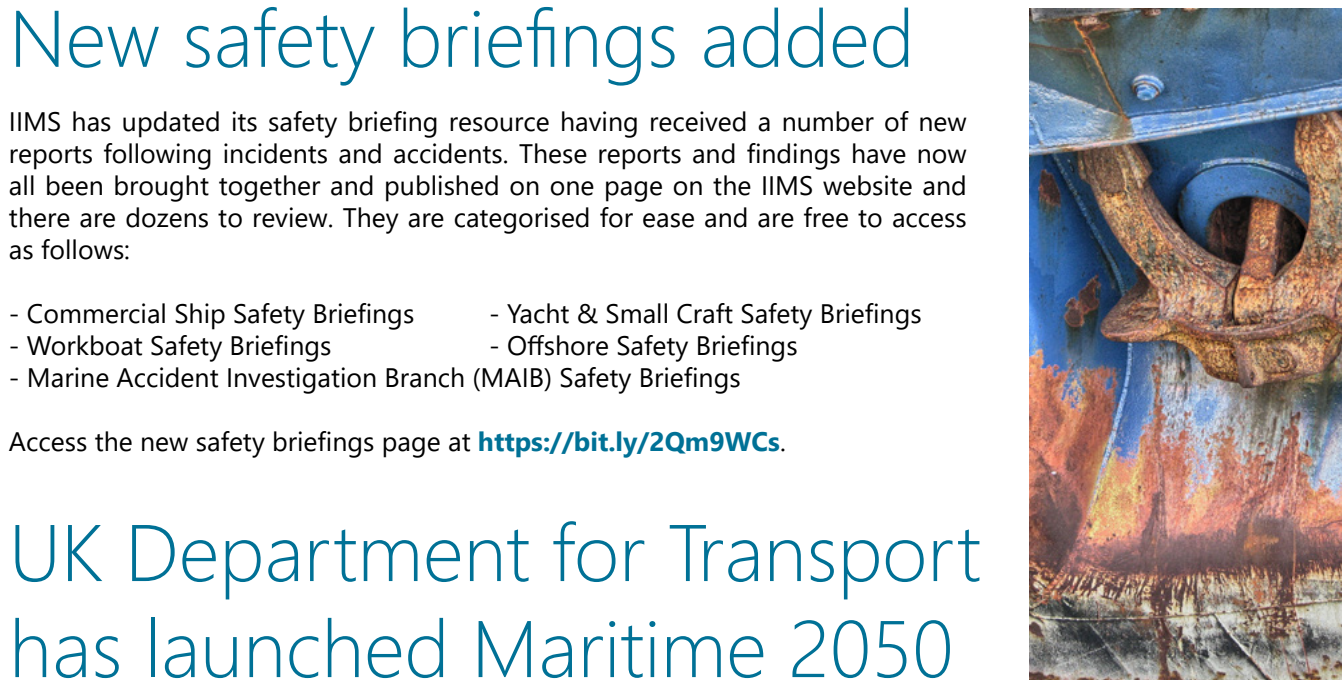 New safety briefings added
IIMS has updated its safety briefing resource having received a number of new
reports following incidents and accidents. These reports and findings have now
all been brought together and published on one page on the IIMS website and
there are dozens to review. They are categorised for ease and are free to access
as follows:
- Commercial Ship Safety Briefings - Yacht & Small Craft Safety Briefings
- Workboat Safety Briefings - Offshore Safety Briefings
- Marine Accident Investigation Branch (MAIB) Safety Briefings
Access the new safety briefings page at https://bit.ly/2Qm9WCs.
UK Department for Transport
has launched Maritime 2050